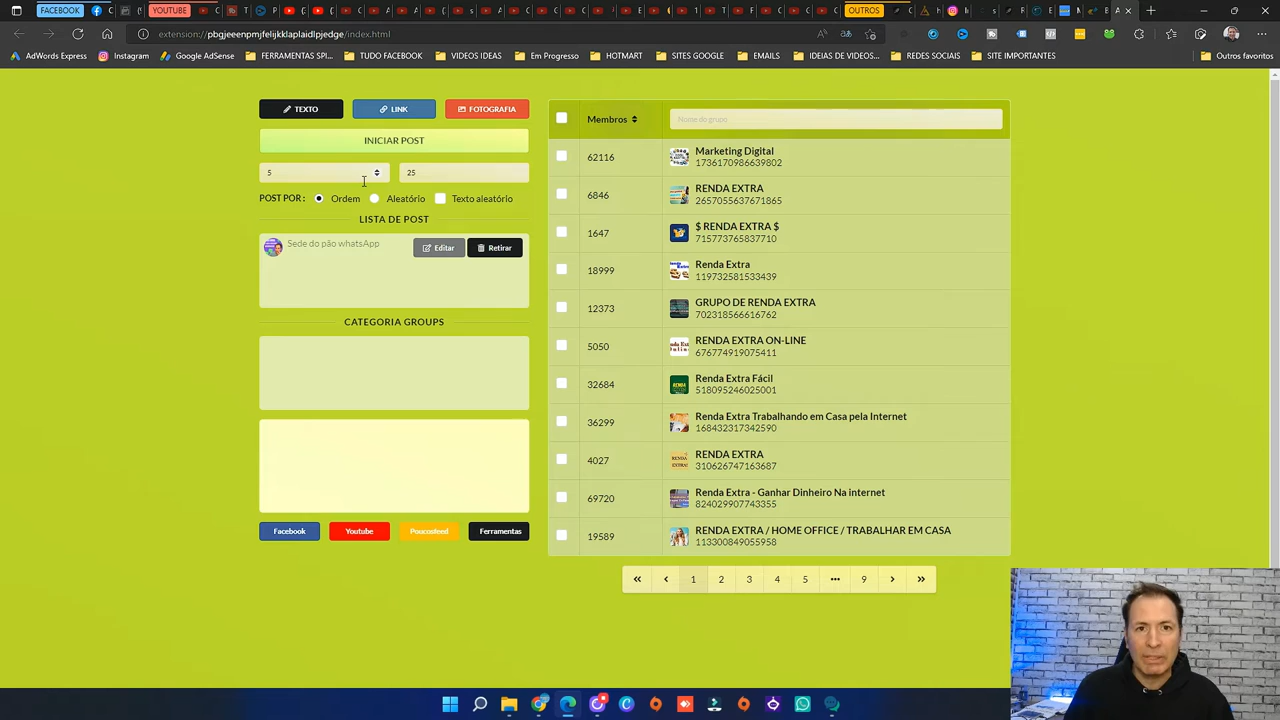 FACEBOOK
YOUTUBE
OUTROS
extension://pbgjeeenpmjfelijkklaplaidlpjedge/index.html
AdWords Express
Instagram
Google AdSense
FERRAMENTAS SPI...
TUDO FACEBOOK
VIDEOS IDEAS
Em Progresso
HOTMART
SITES GOOGLE
EMAILS
IDEIAS DE VIDEOS...
REDES SOCIAIS
SITE IMPORTANTE
Outros favoritos
TEXTO
LINK
FOTOGRAFIA
INICIAR POST
5
25
POST POR :
Ordem
Aleatório
Texto aleatório
LISTA DE POST
Sede do pão whatsApp
Editar
Retirar
CATEGORIA GROUPS
Facebook
Youtube
Poucosfeed
Ferramentas
Membros
Nome do grupo
62116
Marketing Digital
1736170986639802
6846
RENDA EXTRA
2657055637671865
1647
$ RENDA EXTRA $
715773765837710
18999
Renda Extra
119732581533439
12373
GRUPO DE RENDA EXTRA
702318566616762
5050
RENDA EXTRA ON-LINE
676774919075411
32684
Renda Extra Fácil
518095246025001
36299
Renda Extra Trabalhando em Casa pela Internet
168432317342590
4027
RENDA EXTRA
310626747163687
69720
Renda Extra - Ganhar Dinheiro Na internet
824029907743355
19589
RENDA EXTRA / HOME OFFICE / TRABALHAR EM CASA
113300849055958
1
2
3
4
5
•••
9